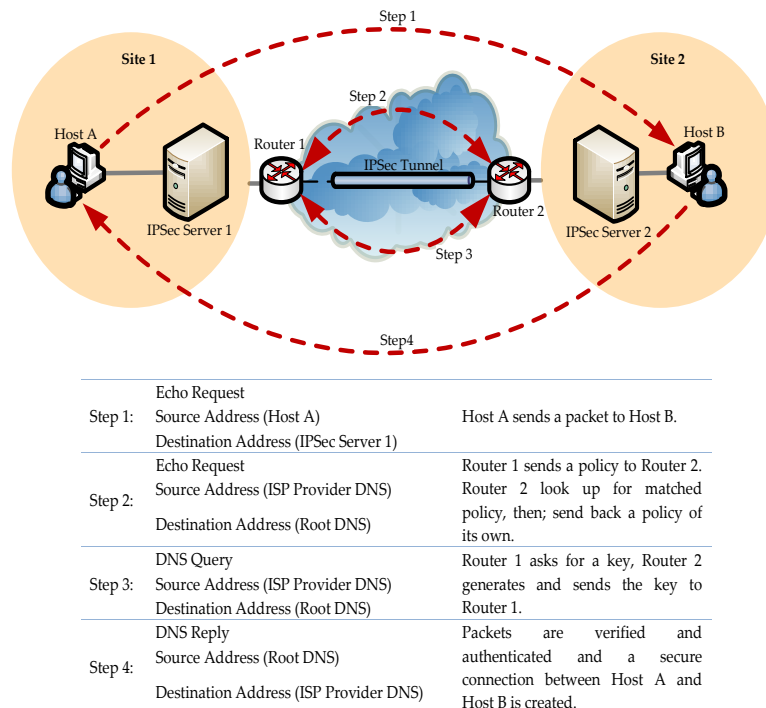 Step 1
Site 1
Site 2
Step 2
Host A
Router 1
Host B
IPSec Tunnel
IPSec Server 1
Router 2
IPSec Server 2
Step 3
Step4
Step 1:
Echo Request
Source Address (Host A)
Destination Address (IPSec Server 1)
Host A sends a packet to Host B.
Step 2:
Echo Request
Source Address (ISP Provider DNS)
Destination Address (Root DNS)
Router 1 sends a policy to Router 2.
Router 2 look up for matched
policy, then; send back a policy of
its own.
Step 3:
DNS Query
Source Address (ISP Provider DNS)
Destination Address (Root DNS)
Router 1 asks for a key, Router 2
generates and sends the key to
Router 1.
Step 4:
DNS Reply
Source Address (Root DNS)
Destination Address (ISP Provider DNS)
Packets are verified and
authenticated and a secure
connection between Host A and
Host B is created.